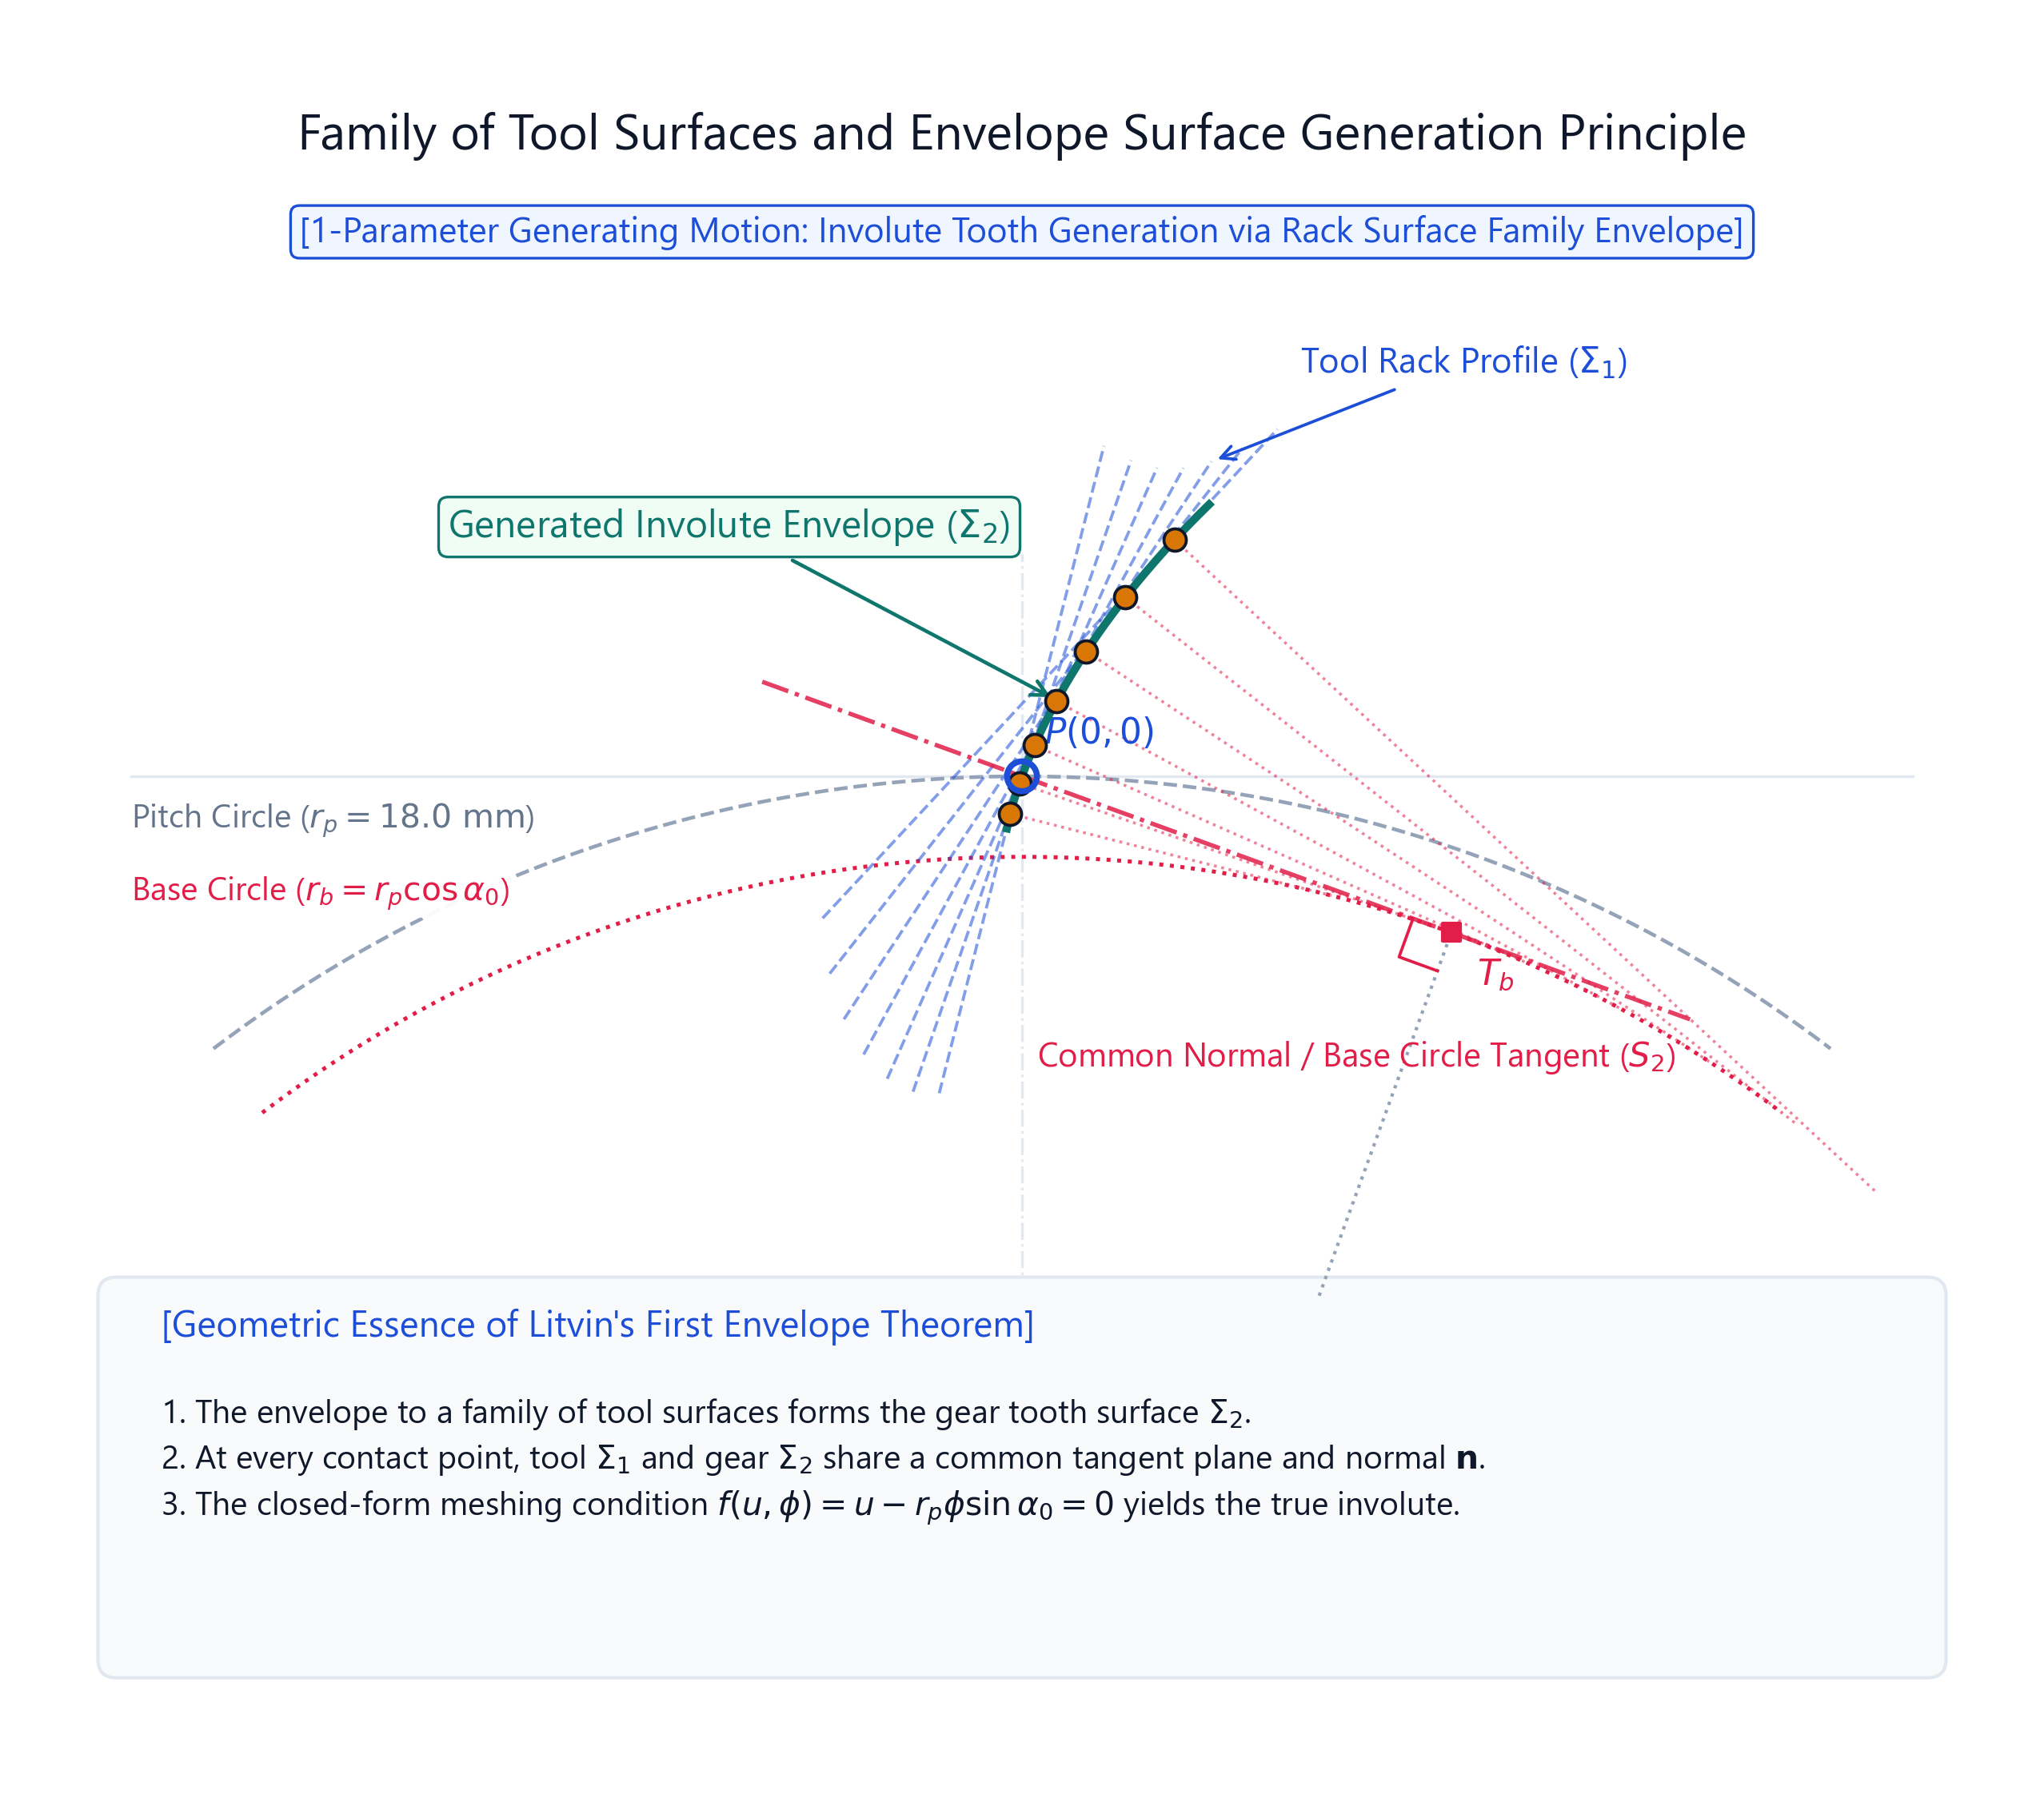 Family of Tool Surfaces and Envelope Surface Generation Principle
[1-Parameter Generating Motion: Involute Tooth Generation via Rack Surface Family Envelope]
Tool Rack Profile (Σ₁)
Generated Involute Envelope (Σ₂)
P(0, 0)
Pitch Circle (rₚ = 18.0 mm)
Base Circle (r_b = rₚ cos α₀)
T_b
Common Normal / Base Circle Tangent (S₂)
[Geometric Essence of Litvin's First Envelope Theorem]
1. The envelope to a family of tool surfaces forms the gear tooth surface Σ₂.
2. At every contact point, tool Σ₁ and gear Σ₂ share a common tangent plane and normal n.
3. The closed-form meshing condition f(u, ϕ) = u − rₚϕ sin α₀ = 0 yields the true involute.